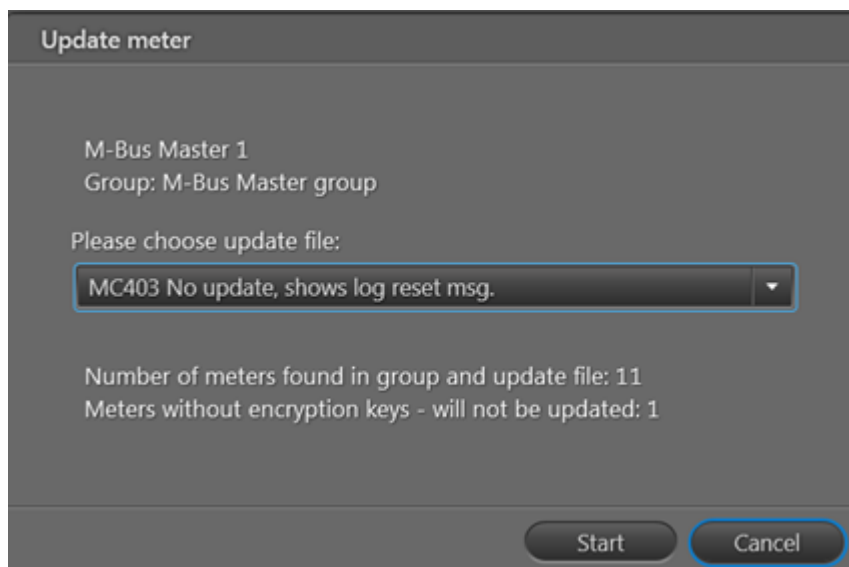 Update meter
M-Bus Master 1
Group: M-Bus Master group
Please choose update file:
MC403 No update, shows log reset msg.
Number of meters found in group and update file: 11
Meters without encryption keys - will not be updated: 1
Start
Cancel